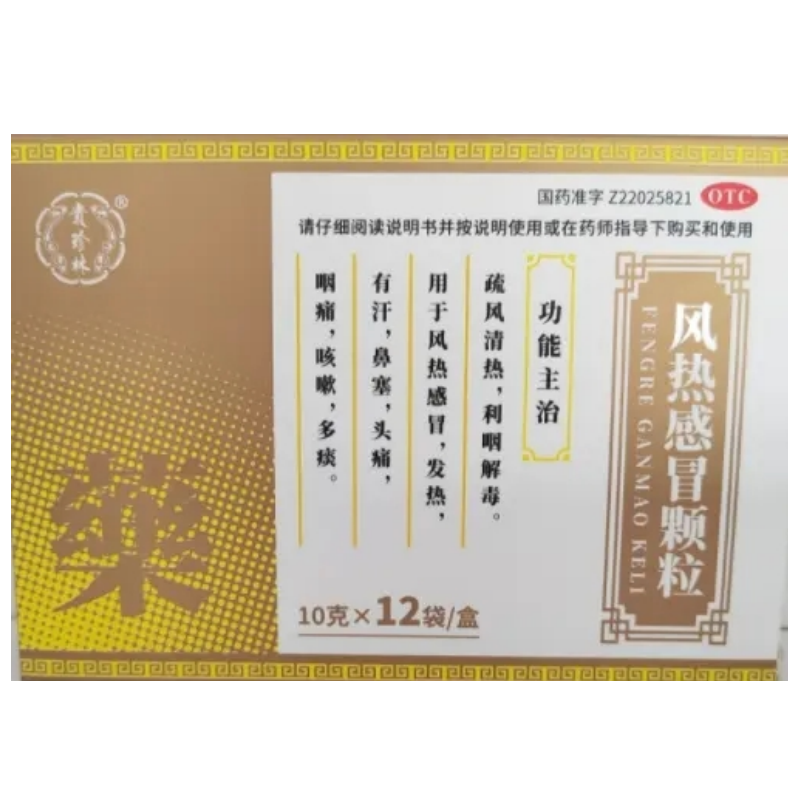 贵珍林®
国药准字 Z22025821 OTC
请仔细阅读说明书并按说明使用或在药师指导下购买和使用
风热感冒颗粒
FENGRE GANMAO KELI
功能主治
疏风清热，利咽解毒。
用于风热感冒，发热，
有汗，鼻塞，头痛，
咽痛，咳嗽，多痰。
10克×12袋/盒
藥